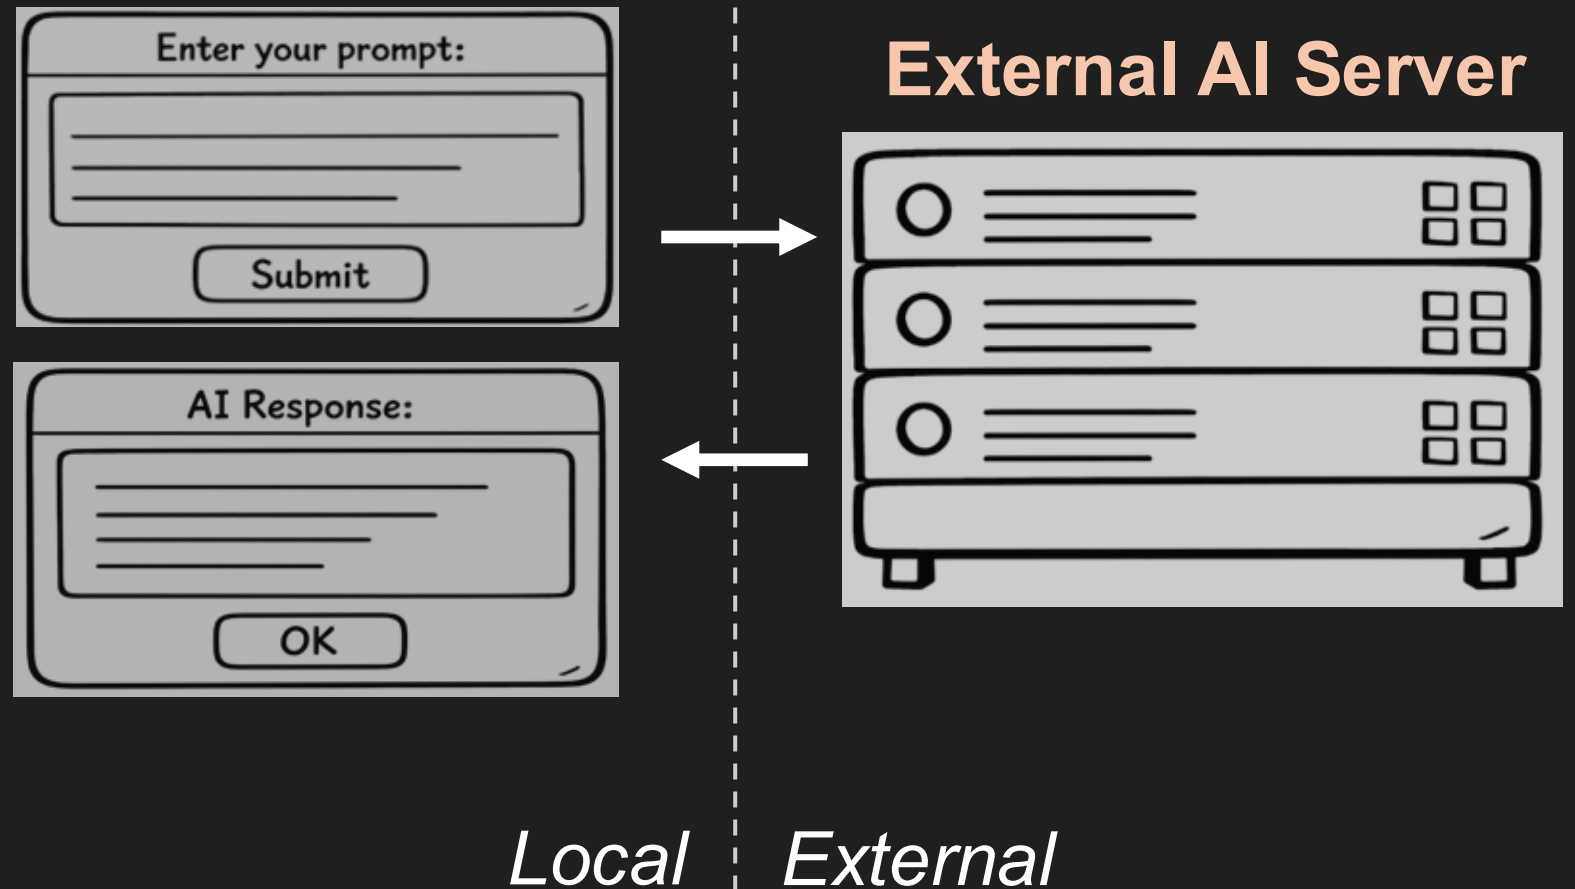 Enter your prompt:
Submit
AI Response:
OK
External AI Server
Local
External